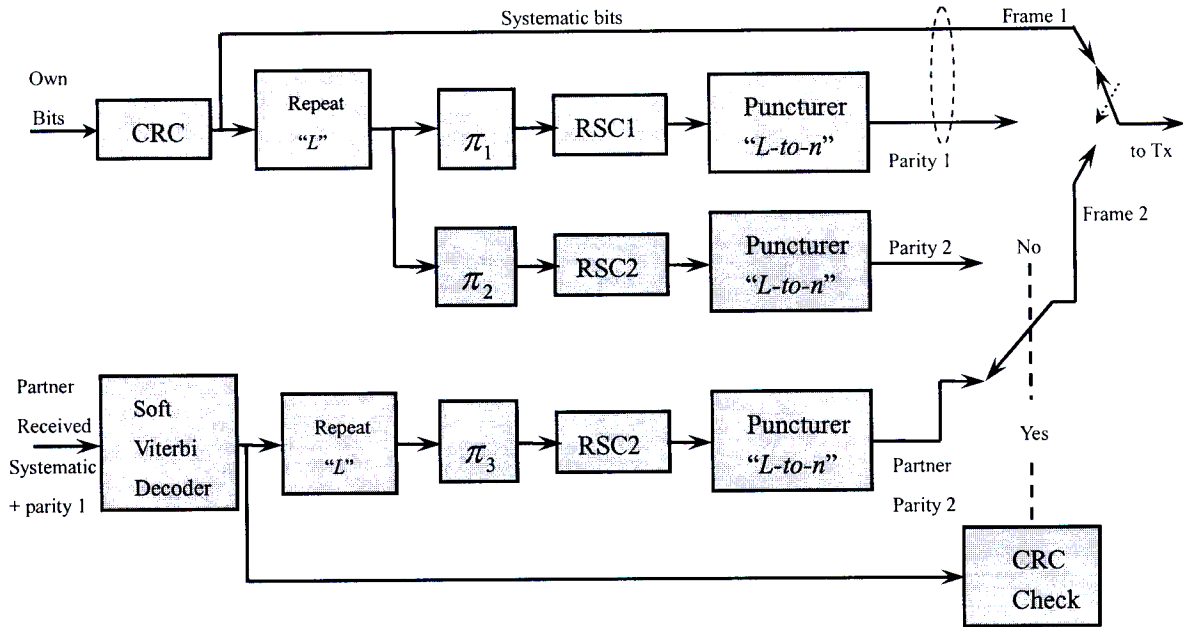 Systematic bits
Frame 1
Own
Bits
CRC
Repeat
“L”
π1
RSC1
Puncturer
“L-to-n”
Parity 1
to Tx
Frame 2
π2
RSC2
Puncturer
“L-to-n”
Parity 2
No
Partner
Received
Systematic
+ parity 1
Soft
Viterbi
Decoder
Repeat
“L”
π3
RSC2
Puncturer
“L-to-n”
Partner
Parity 2
Yes
CRC
Check